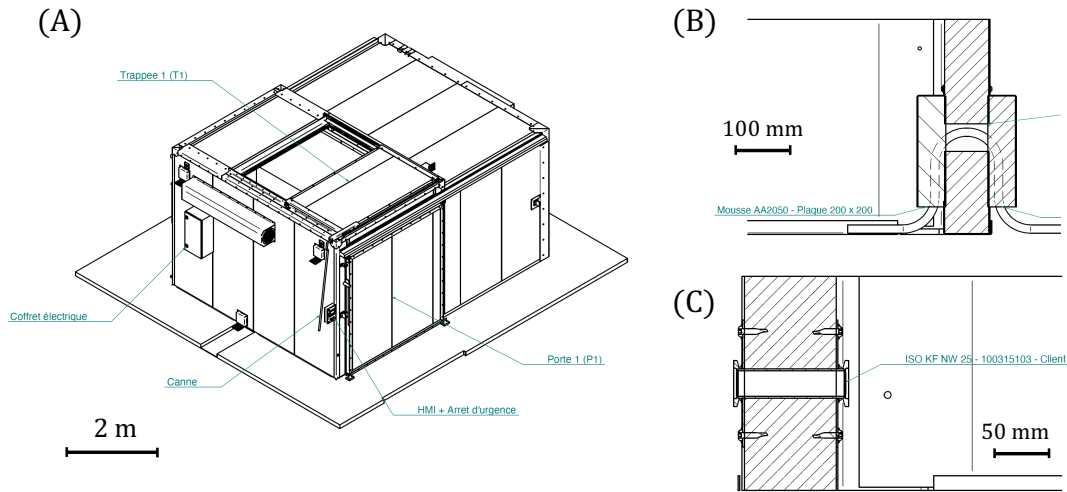 (A)
Trappee 1 (T1)
Coffret électrique
Canne
HMI + Arret d'urgence
Porte 1 (P1)
2 m
(B)
100 mm
Mousse AA2050 - Plaque 200 x 200
(C)
ISO KF NW 25 - 100315103 - Client
50 mm